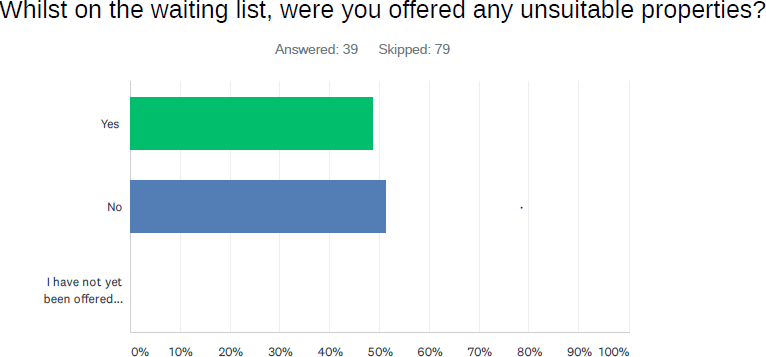 Whilst on the waiting list, were you offered any unsuitable properties?
Answered: 39 Skipped: 79
Yes
No
I have not yet
been offered...
0% 10% 20% 30% 40% 50% 60% 70% 80% 90% 100%